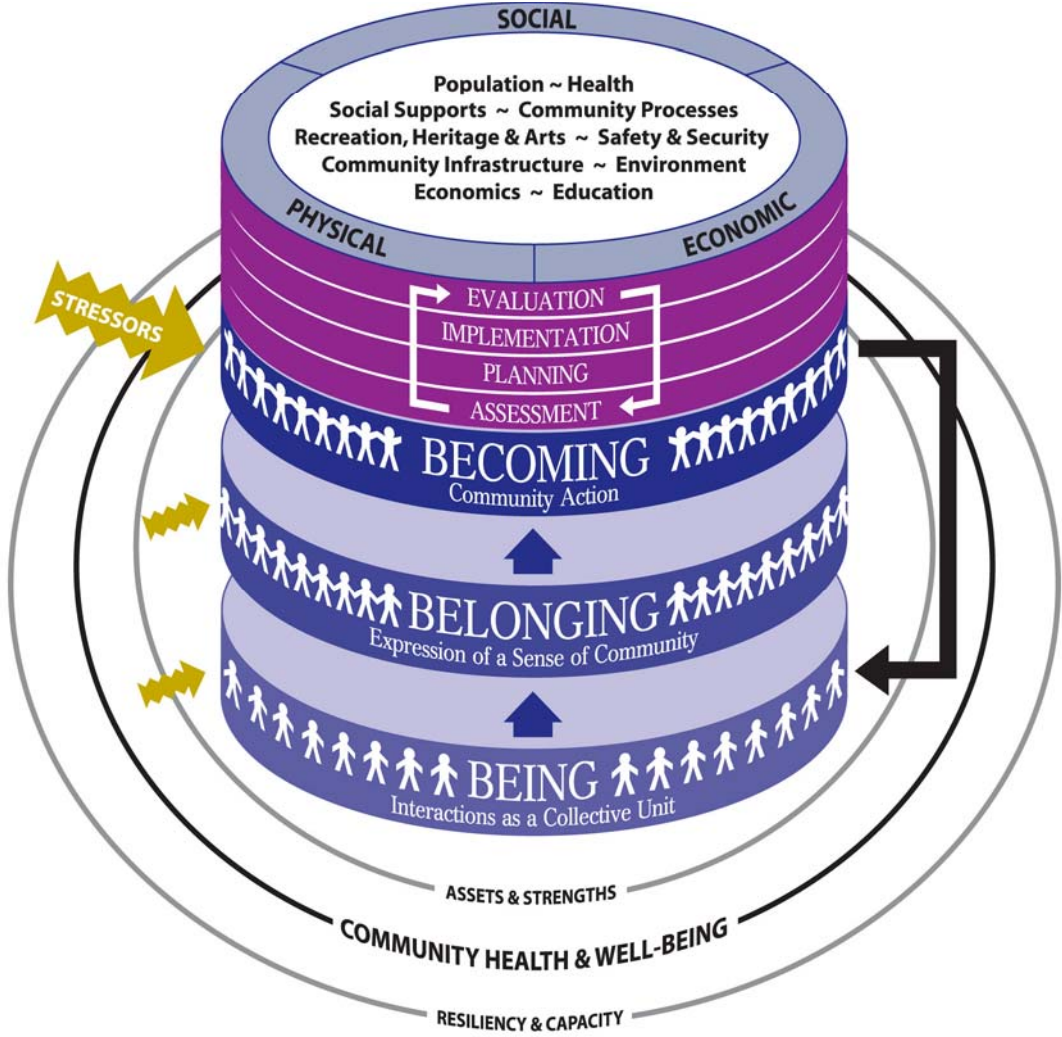 SOCIAL
Population ~ Health
Social Supports ~ Community Processes
Recreation, Heritage & Arts ~ Safety & Security
Community Infrastructure ~ Environment
Economics ~ Education
PHYSICAL
ECONOMIC
STRESSORS
EVALUATION
IMPLEMENTATION
PLANNING
ASSESSMENT
BECOMING
Community Action
BELONGING
Expression of a Sense of Community
BEING
Interactions as a Collective Unit
ASSETS & STRENGTHS
COMMUNITY HEALTH & WELL-BEING
RESILIENCY & CAPACITY